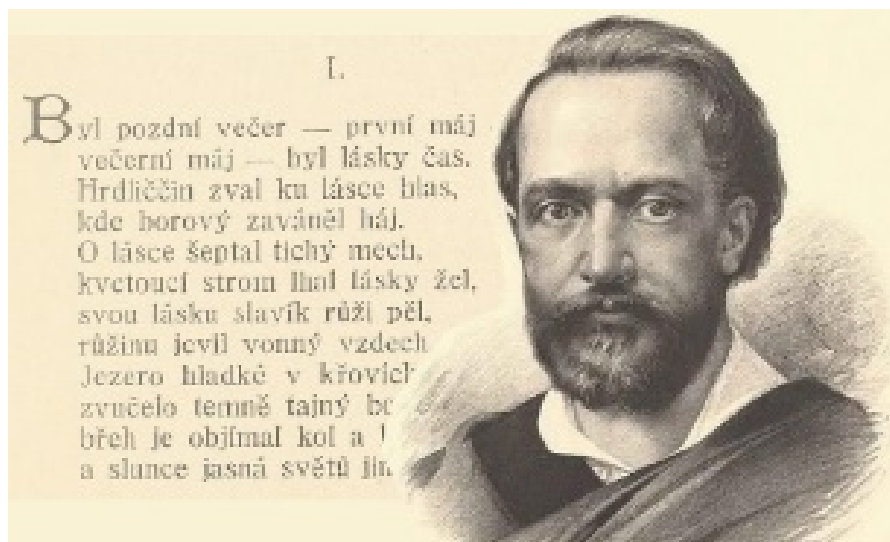 I.
Byl pozdní večer — první máj
večerní máj — byl lásky čas.
Hrdliččin zval ku lásce hlas,
kde borový zaváněl háj.
O lásce šeptal tichý mech,
kvetoucí strom lhal lásky žel,
svou lásku slavík růži pěl,
růžinu jevil vonný vzdech
Jezero hladké v křovích
zvučelo temně tajný
břeh je objímal kol a
a slunce jasná světů